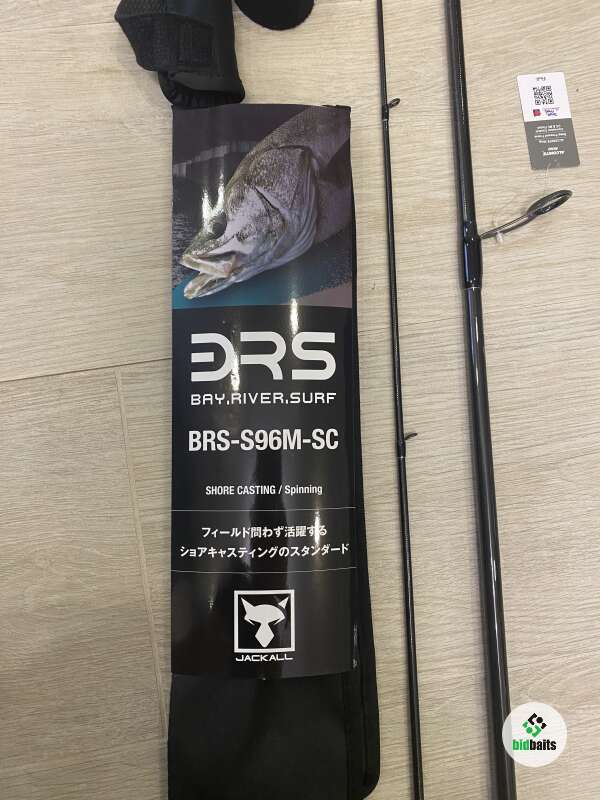 BRS
BAY.RIVER.SURF
BRS-S96M-SC
SHORE CASTING / Spinning
フィールド問わず活躍する
ショアキャスティングのスタンダード
JACKALL
bidbaits